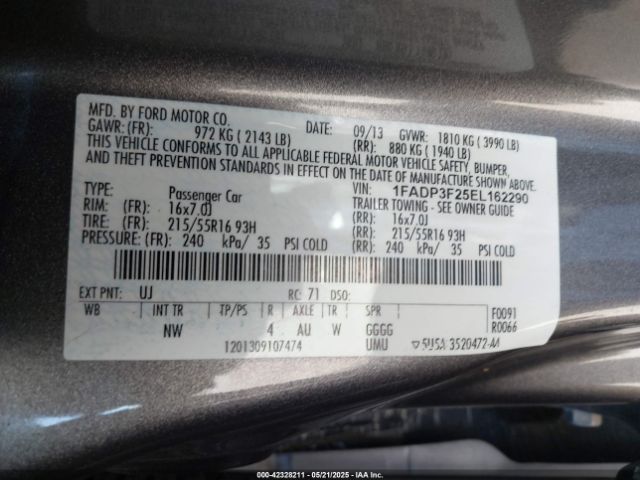 MFD. BY FORD MOTOR CO. DATE: 09/13 GVWR: 1810 KG ( 3990 LB)
GAWR: (FR): 972 KG ( 2143 LB) (RR): 880 KG ( 1940 LB)
THIS VEHICLE CONFORMS TO ALL APPLICABLE FEDERAL MOTOR VEHICLE SAFETY, BUMPER,
AND THEFT PREVENTION STANDARDS IN EFFECT ON THE DATE OF MANUFACTURE SHOWN ABOVE.
VIN: 1FADP3F25EL162290
TYPE: Passenger Car TRAILER TOWING - SEE OWNER GUIDE
RIM: (FR): 16x7.0J (RR): 16x7.0J
TIRE: (FR): 215/55R16 93H (RR): 215/55R16 93H
PRESSURE: (FR): 240 kPa/ 35 PSI COLD (RR): 240 kPa/ 35 PSI COLD
EXT PNT: UJ RC: 71 DSO:
WB INT TR TP/PS R AXLE TR SPR F0091
NW 4 AU W GGGG R0066
1201309107474 UMU 5USA 3520472-AA
000-42328211 - 05/21/2025 - IAAI.COM